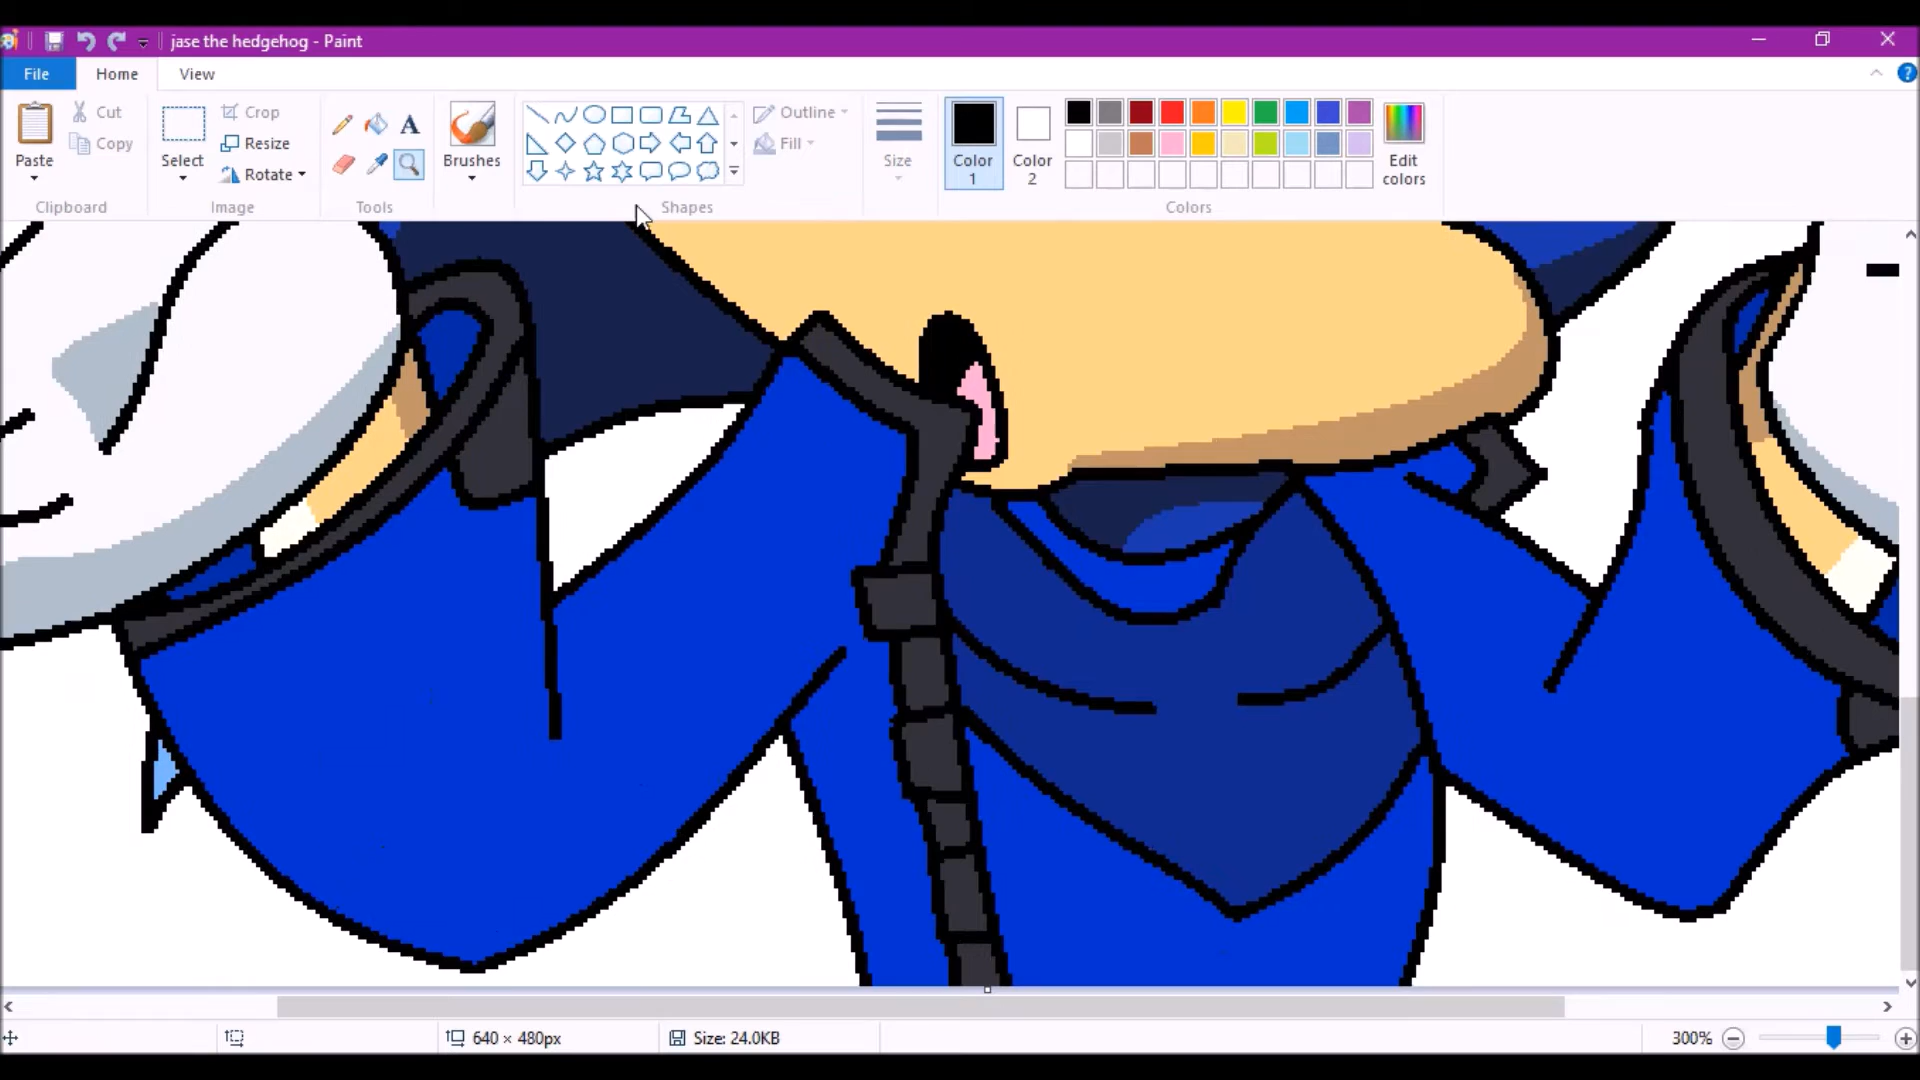 jase the hedgehog - Paint
File Home View
Paste
Cut
Copy
Clipboard
Select
Crop
Resize
Rotate
Image
A
Tools
Brushes
Outline
Fill
Shapes
Size
Color 1
Color 2
Edit colors
Colors
640 × 480px
Size: 24.0KB
300%